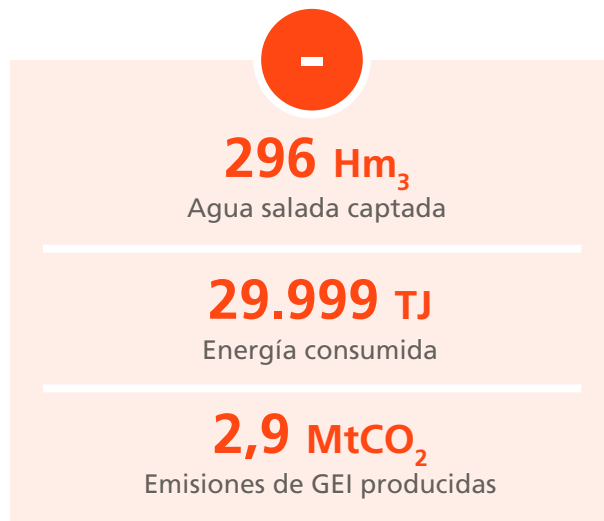 -
296 Hm₃
Agua salada captada
29.999 TJ
Energía consumida
2,9 MtCO₂
Emisiones de GEI producidas